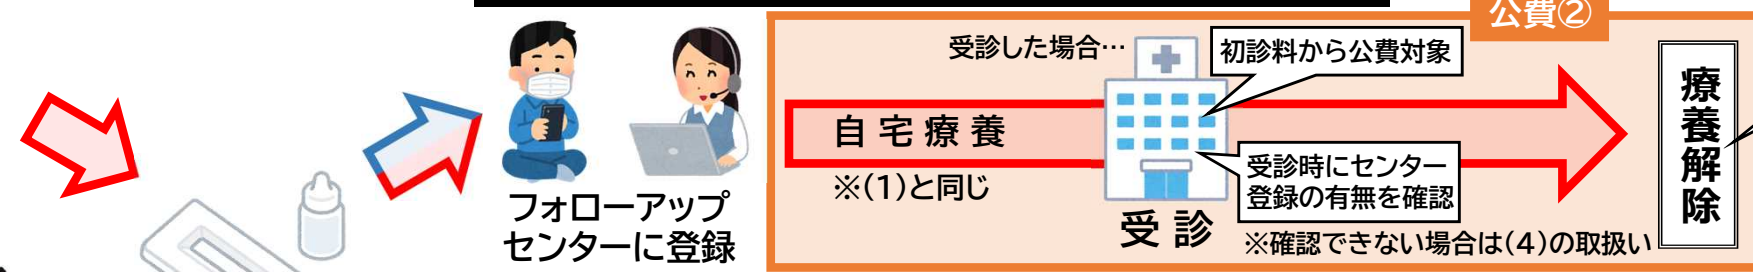 公費②
受診した場合…
初診料から公費対象
自宅療養
※(1)と同じ
受診時にセンター
登録の有無を確認
受診
※確認できない場合は(4)の取扱い
療養解除
フォローアップ
センターに登録